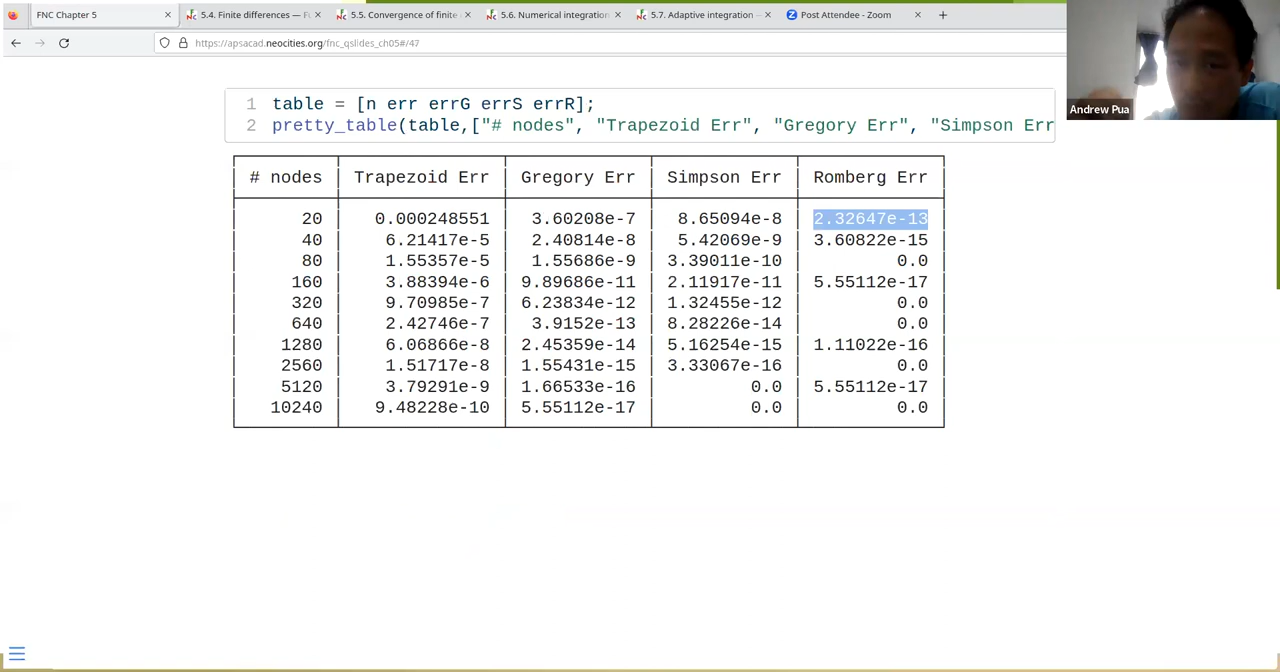 FNC Chapter 5
5.4. Finite differences —
5.5. Convergence of finite
5.6. Numerical integration
5.7. Adaptive integration —
Post Attendee - Zoom
https://apsacad.neocities.org/fnc_qslides_ch05#/47
Andrew Pua
1 table = [n err errG errS errR];
2 pretty_table(table,["# nodes", "Trapezoid Err", "Gregory Err", "Simpson Err
# nodes Trapezoid Err Gregory Err Simpson Err Romberg Err
20 0.000248551 3.60208e-7 8.65094e-8 2.32647e-13
40 6.21417e-5 2.40814e-8 5.42069e-9 3.60822e-15
80 1.55357e-5 1.55686e-9 3.39011e-10 0.0
160 3.88394e-6 9.89686e-11 2.11917e-11 5.55112e-17
320 9.70985e-7 6.23834e-12 1.32455e-12 0.0
640 2.42746e-7 3.9152e-13 8.28226e-14 0.0
1280 6.06866e-8 2.45359e-14 5.16254e-15 1.11022e-16
2560 1.51717e-8 1.55431e-15 3.33067e-16 0.0
5120 3.79291e-9 1.66533e-16 0.0 5.55112e-17
10240 9.48228e-10 5.55112e-17 0.0 0.0